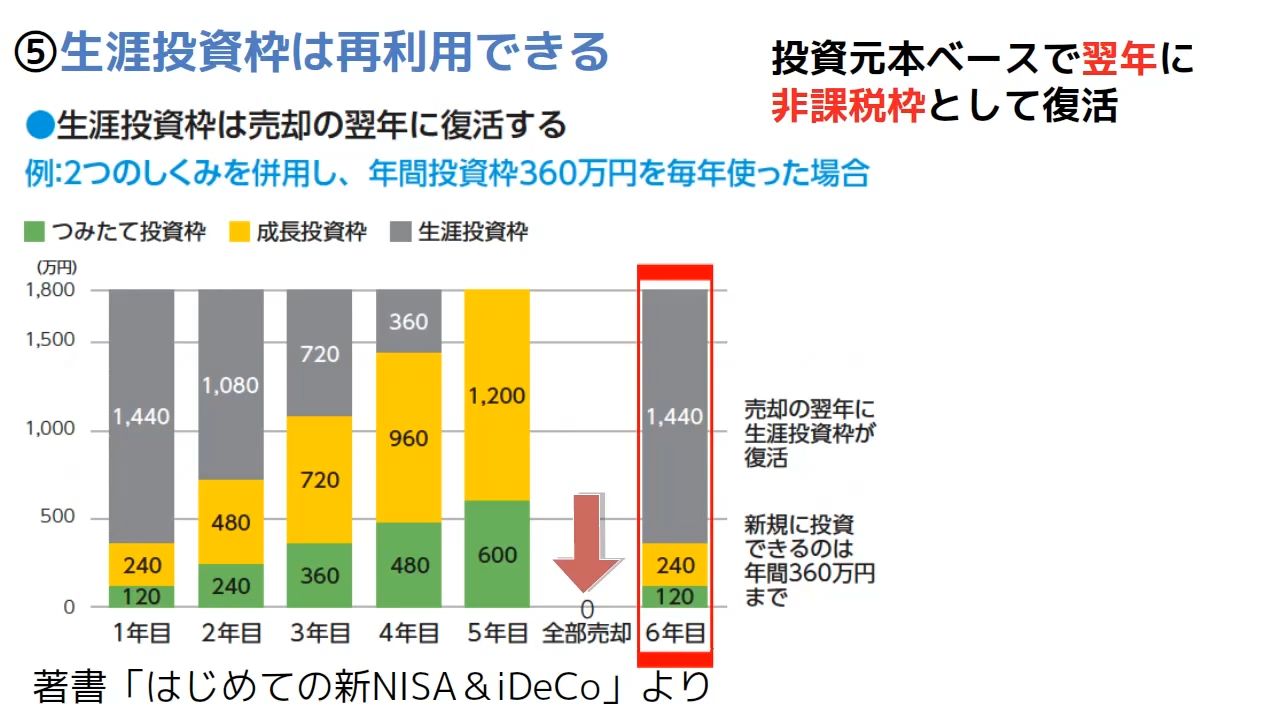 ⑤生涯投資枠は再利用できる
投資元本ベースで翌年に
非課税枠として復活
●生涯投資枠は売却の翌年に復活する
例:2つのしくみを併用し、年間投資枠360万円を毎年使った場合
つみたて投資枠 成長投資枠 生涯投資枠
(万円)
1,800
1,500
1,000
500
0
1,440
240
120
1,080
480
240
720
720
360
360
960
480
1,200
600
0
1,440
240
120
1年目 2年目 3年目 4年目 5年目 全部売却 6年目
売却の翌年に
生涯投資枠が
復活
新規に投資
できるのは
年間360万円
まで
著書「はじめての新NISA＆iDeCo」より